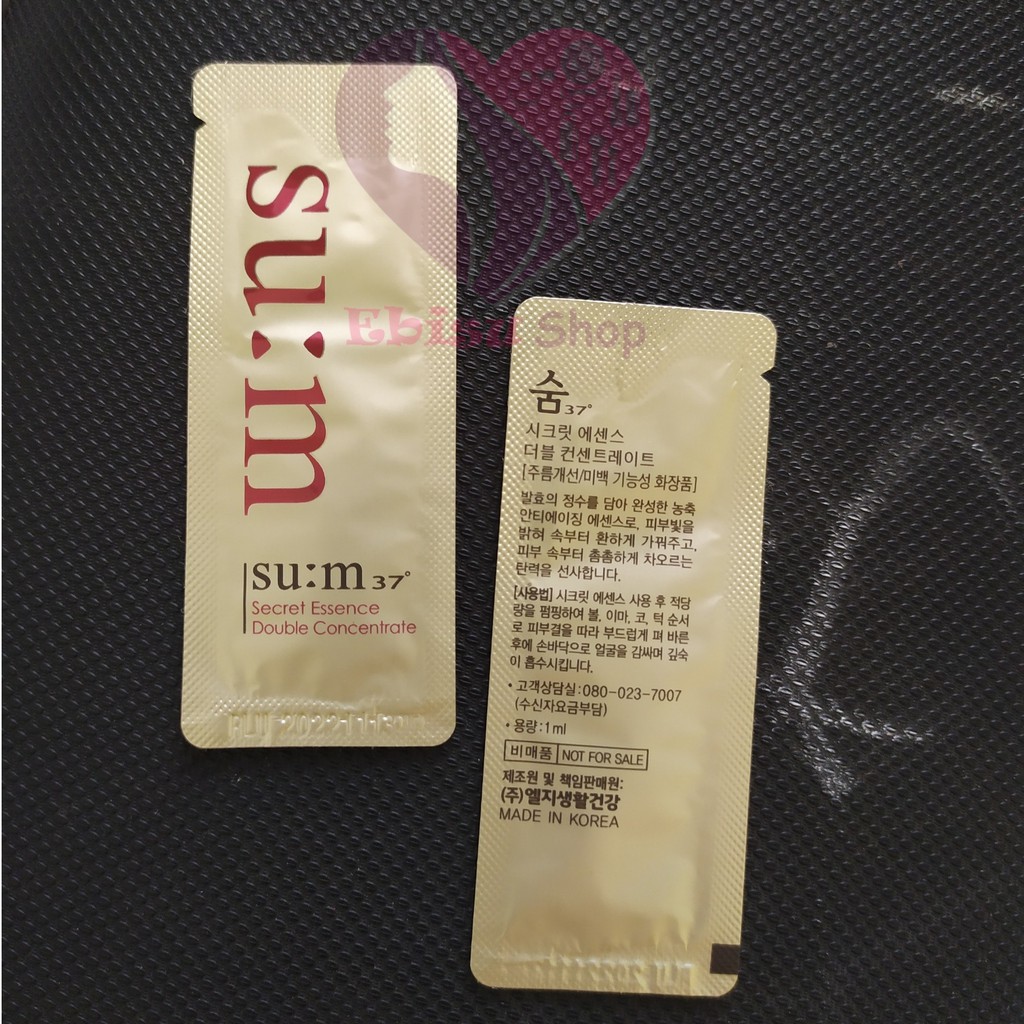 su:m
su:m37°
Secret Essence
Double Concentrate
Ebisu Shop
숨37°
시크릿 에센스
더블 컨센트레이트
[주름개선/미백 기능성 화장품]
발효의 정수를 담아 완성한 농축
안티에이징 에센스로, 피부빛을
밝혀 속부터 환하게 가꿔주고,
피부 속부터 촘촘하게 차오르는
탄력을 선사합니다.
[사용법] 시크릿 에센스 사용 후 적당
량을 펌핑하여 볼, 이마, 코, 턱 순서
로 피부결을 따라 부드럽게 펴 바른
후에 손바닥으로 얼굴을 감싸며 깊숙
이 흡수시킵니다.
• 고객상담실:080-023-7007
(수신자요금부담)
• 용량:1ml
비매품 NOT FOR SALE
제조원 및 책임판매원:
(주)엘지생활건강
MADE IN KOREA